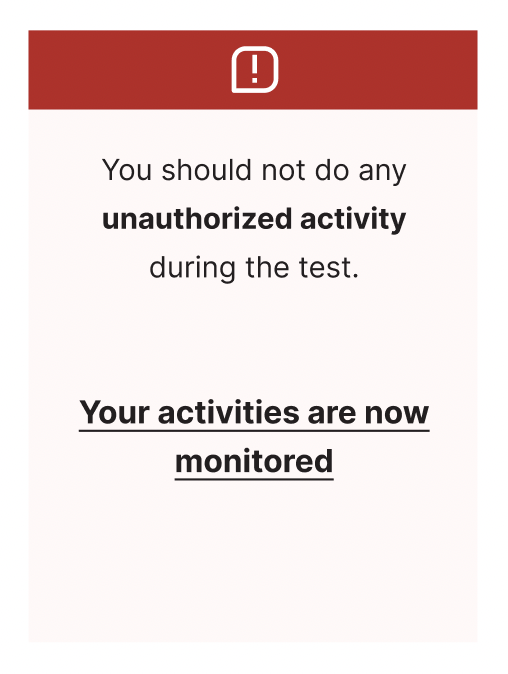 You should not do any
unauthorized activity
during the test.
Your activities are now
monitored